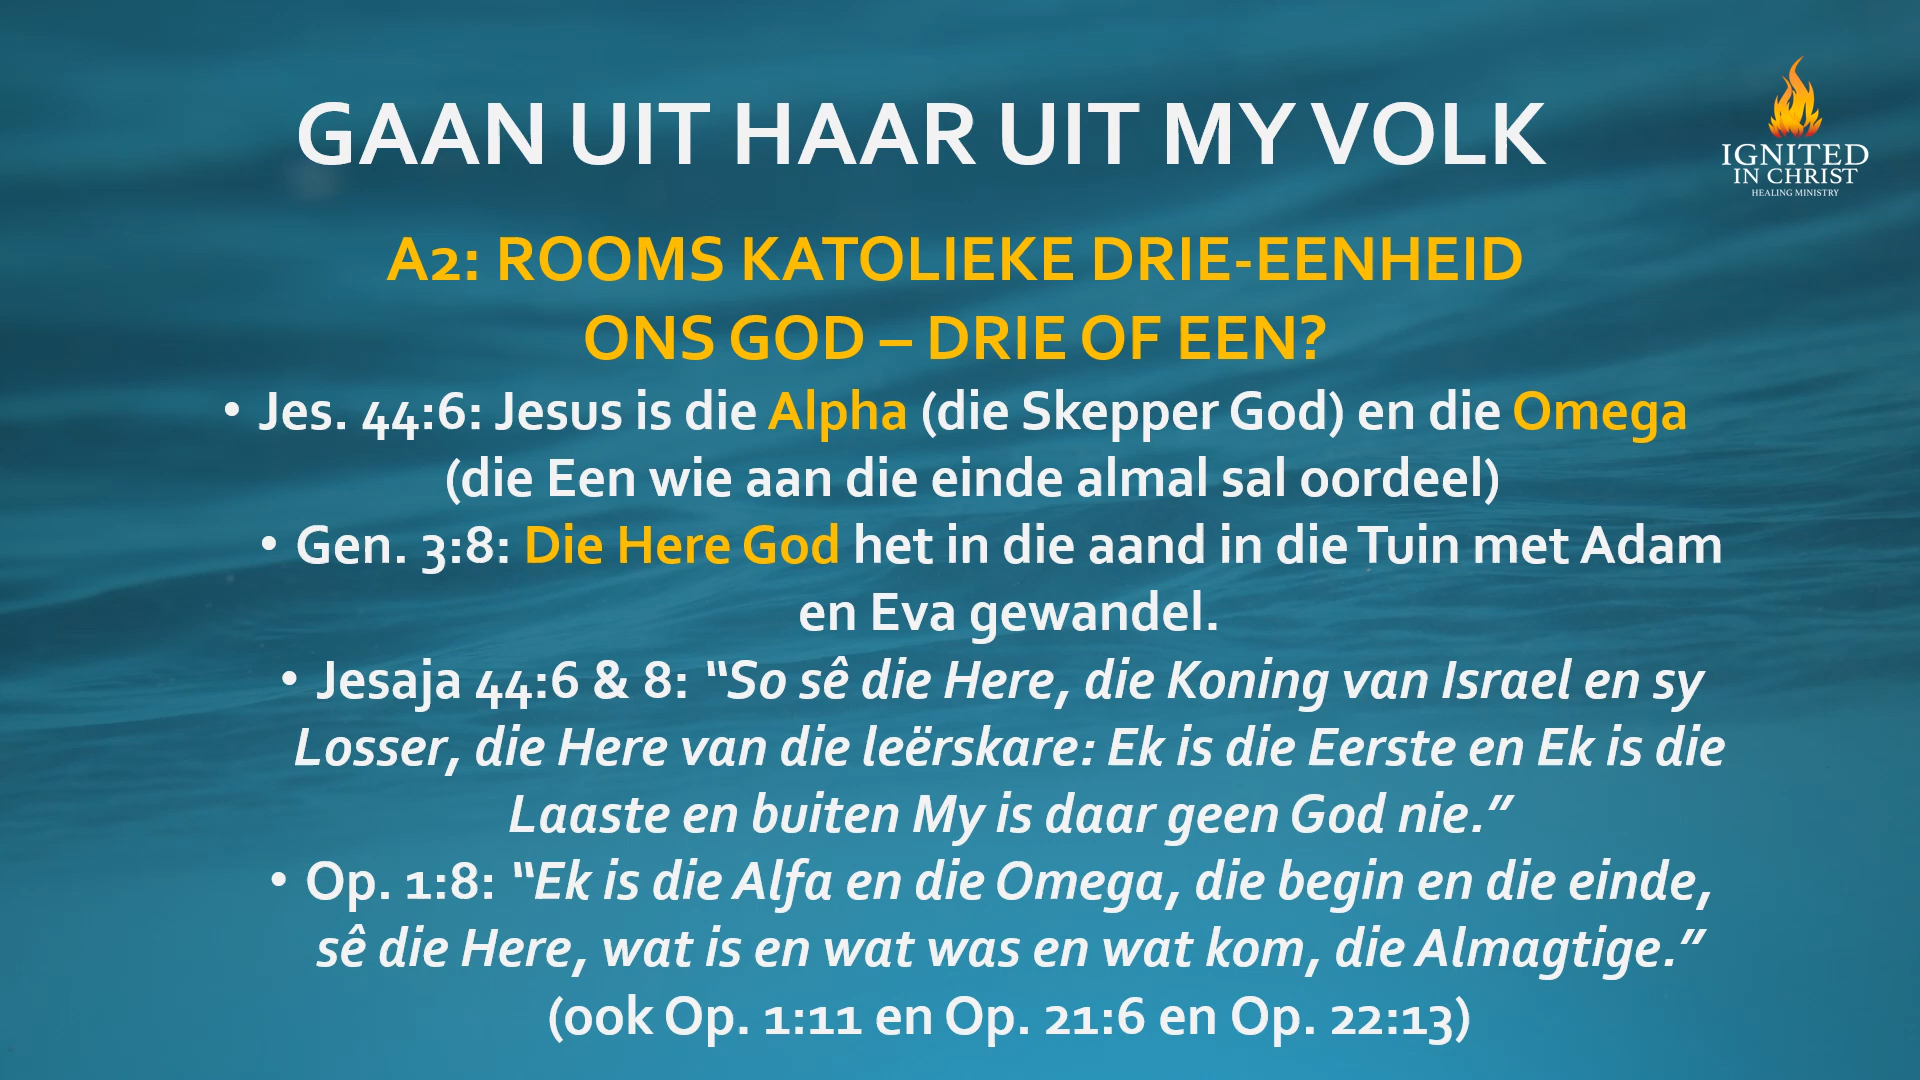 GAAN UIT HAAR UIT MY VOLK
IGNITED
IN CHRIST
HEALING MINISTRY
A2: ROOMS KATOLIEKE DRIE-EENHEID
ONS GOD – DRIE OF EEN?
• Jes. 44:6: Jesus is die Alpha (die Skepper God) en die Omega
(die Een wie aan die einde almal sal oordeel)
• Gen. 3:8: Die Here God het in die aand in die Tuin met Adam
en Eva gewandel.
• Jesaja 44:6 & 8: “So sê die Here, die Koning van Israel en sy
Losser, die Here van die leërskare: Ek is die Eerste en Ek is die
Laaste en buiten My is daar geen God nie.”
• Op. 1:8: “Ek is die Alfa en die Omega, die begin en die einde,
sê die Here, wat is en wat was en wat kom, die Almagtige.”
(ook Op. 1:11 en Op. 21:6 en Op. 22:13)